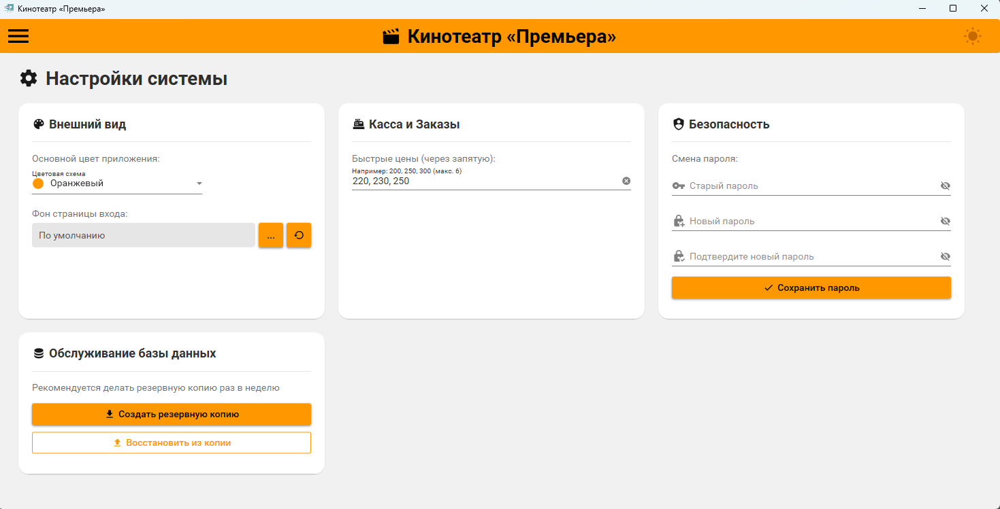 Кинотеатр «Премьера»
Кинотеатр «Премьера»
Настройки системы
Внешний вид
Основной цвет приложения:
Цветовая схема
Оранжевый
Фон страницы входа:
По умолчанию
...
Касса и Заказы
Быстрые цены (через запятую):
Например: 200, 250, 300 (макс. 6)
220, 230, 250
Безопасность
Смена пароля:
Старый пароль
Новый пароль
Подтвердите новый пароль
Сохранить пароль
Обслуживание базы данных
Рекомендуется делать резервную копию раз в неделю
Создать резервную копию
Восстановить из копии